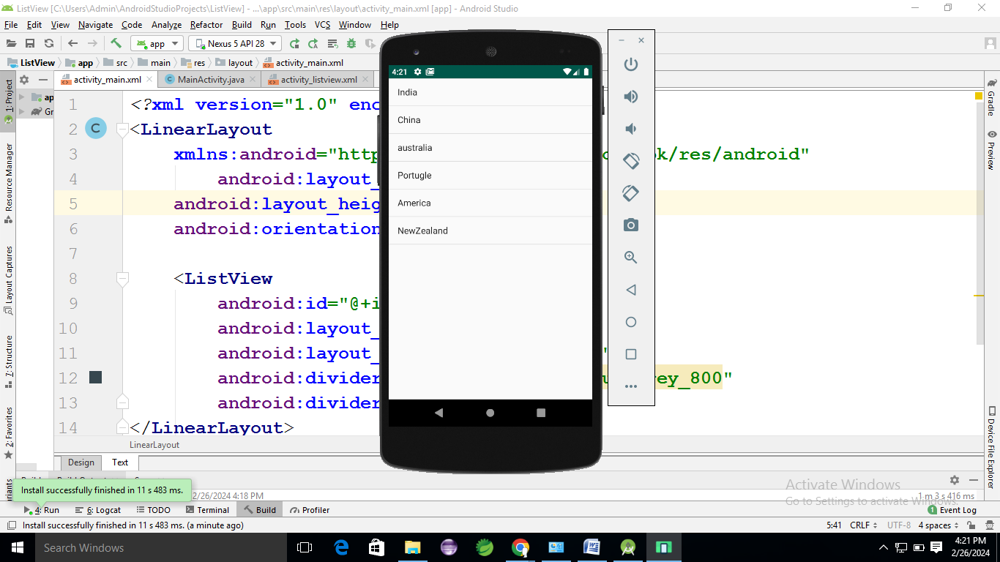 ListView [C:\Users\Admin\AndroidStudioProjects\ListView] - ...\app\src\main\res\layout\activity_main.xml [app] - Android Studio
File Edit View Navigate Code Analyze Refactor Build Run Tools VCS Window Help
app Nexus 5 API 28
ListView app src main res layout activity_main.xml
activity_main.xml MainActivity.java activity_listview.xml
1: Project
Resource Manager
Layout Captures
7: Structure
2: Favorites
ap
Gr
1 <?xml version="1.0" enc
2 C <LinearLayout
3 xmlns:android="http k/res/android"
4 android:layout_
5 android:layout_heig
6 android:orientation
7
8 <ListView
9 android:id="@+i
10 android:layout_
11 android:layout_ "
12 android:divider ey_800"
13 android:divider
14 </LinearLayout>
LinearLayout
Design Text
4:21
India
China
australia
Portugle
America
NewZealand
Gradle
Preview
Device File Explorer
Install successfully finished in 11 s 483 ms.
2/26/2024 4:18 PM
1 m 3 s 416 ms
Activate Windows
Go to Settings to activate Windows.
4: Run 6: Logcat TODO Terminal Build Profiler 1 Event Log
Install successfully finished in 11 s 483 ms. (a minute ago) 5:41 CRLF UTF-8 4 spaces
Search Windows
4:21 PM
2/26/2024